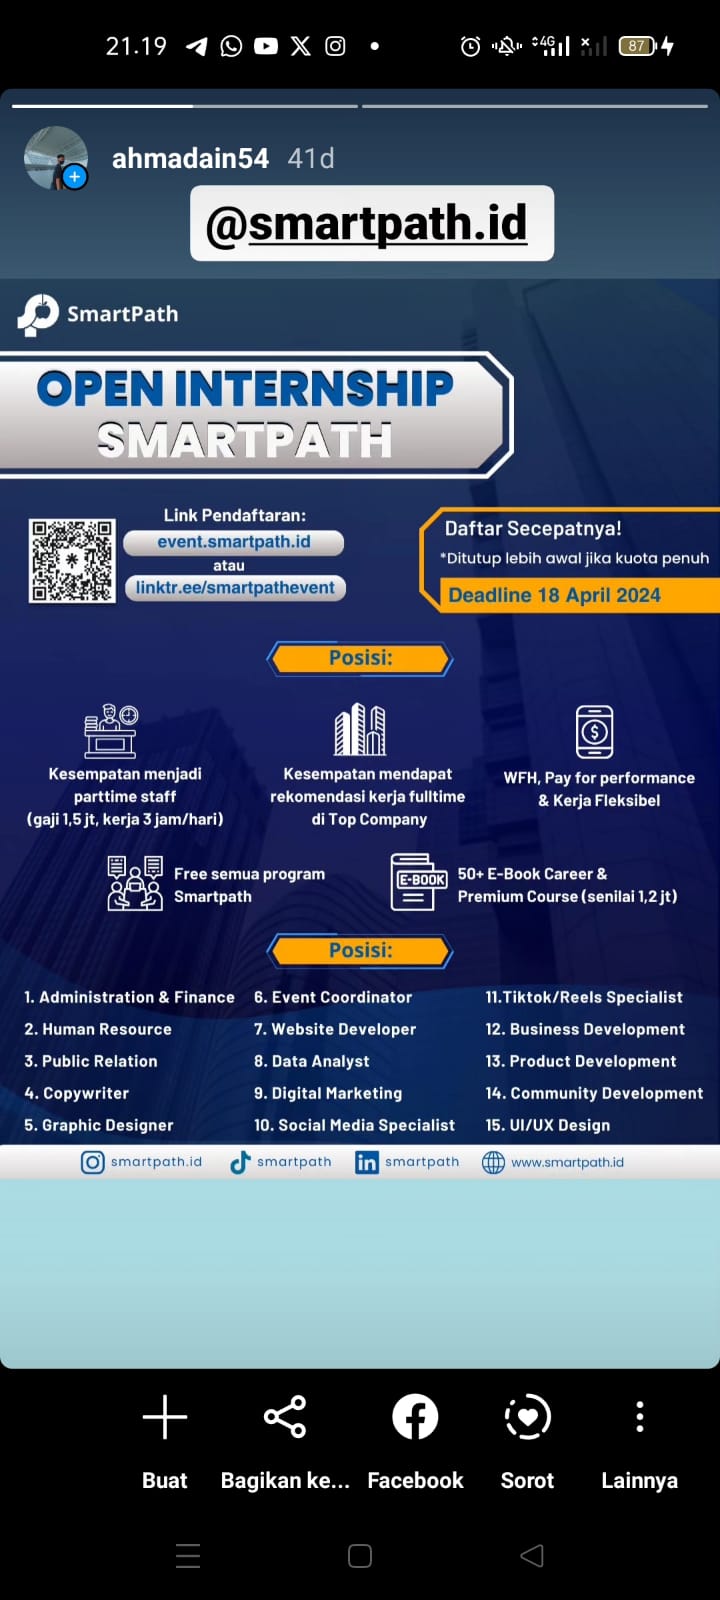 21.19
4G
87
ahmadain54 41d
@smartpath.id
SmartPath
OPEN INTERNSHIP
SMARTPATH
Link Pendaftaran:
event.smartpath.id
atau
linktr.ee/smartpathevent
Daftar Secepatnya!
*Ditutup lebih awal jika kuota penuh
Deadline 18 April 2024
Posisi:
Kesempatan menjadi
parttime staff
(gaji 1,5 jt, kerja 3 jam/hari)
Kesempatan mendapat
rekomendasi kerja fulltime
di Top Company
WFH, Pay for performance
& Kerja Fleksibel
Free semua program
Smartpath
E-BOOK
50+ E-Book Career &
Premium Course (senilai 1,2 jt)
Posisi:
1. Administration & Finance
2. Human Resource
3. Public Relation
4. Copywriter
5. Graphic Designer
6. Event Coordinator
7. Website Developer
8. Data Analyst
9. Digital Marketing
10. Social Media Specialist
11.Tiktok/Reels Specialist
12. Business Development
13. Product Development
14. Community Development
15. UI/UX Design
smartpath.id smartpath smartpath www.smartpath.id
Buat Bagikan ke... Facebook Sorot Lainnya